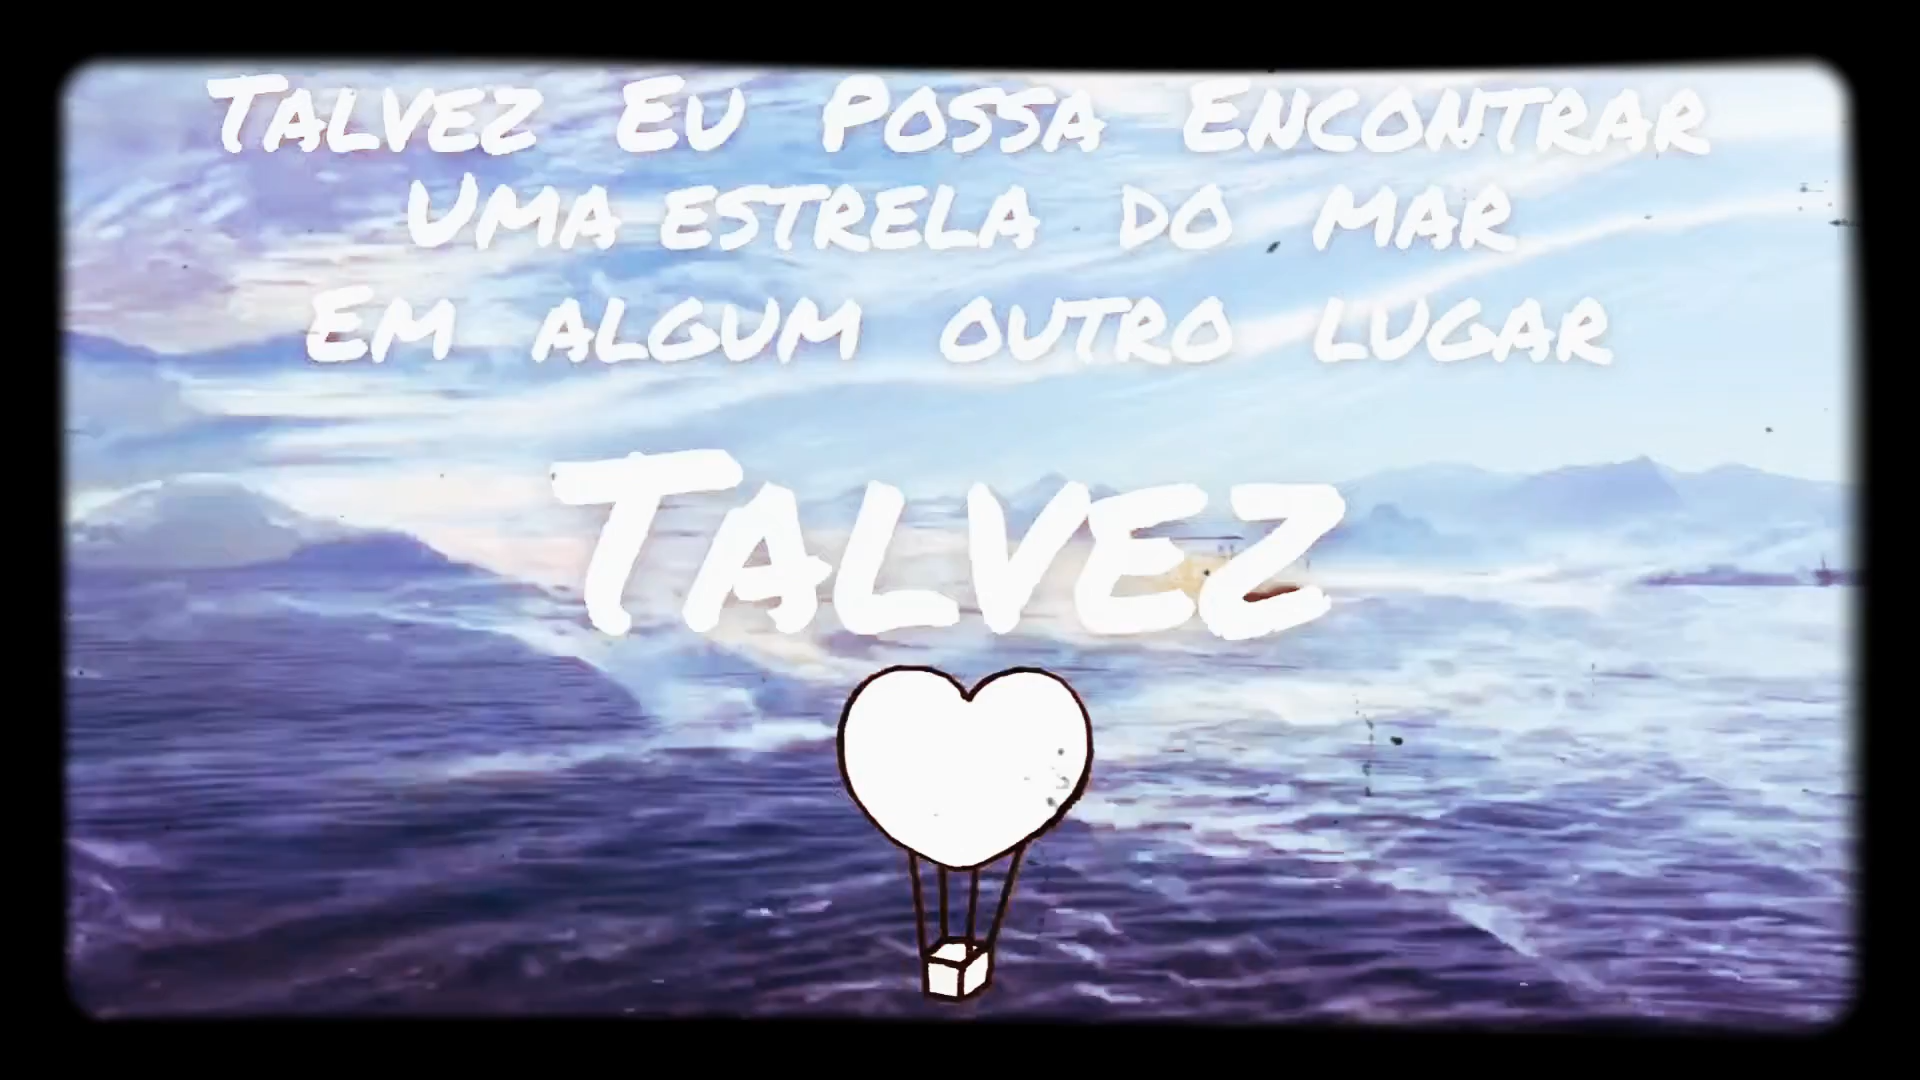 Talvez Eu Possa Encontrar
Uma estrela do mar
Em algum outro lugar
Talvez